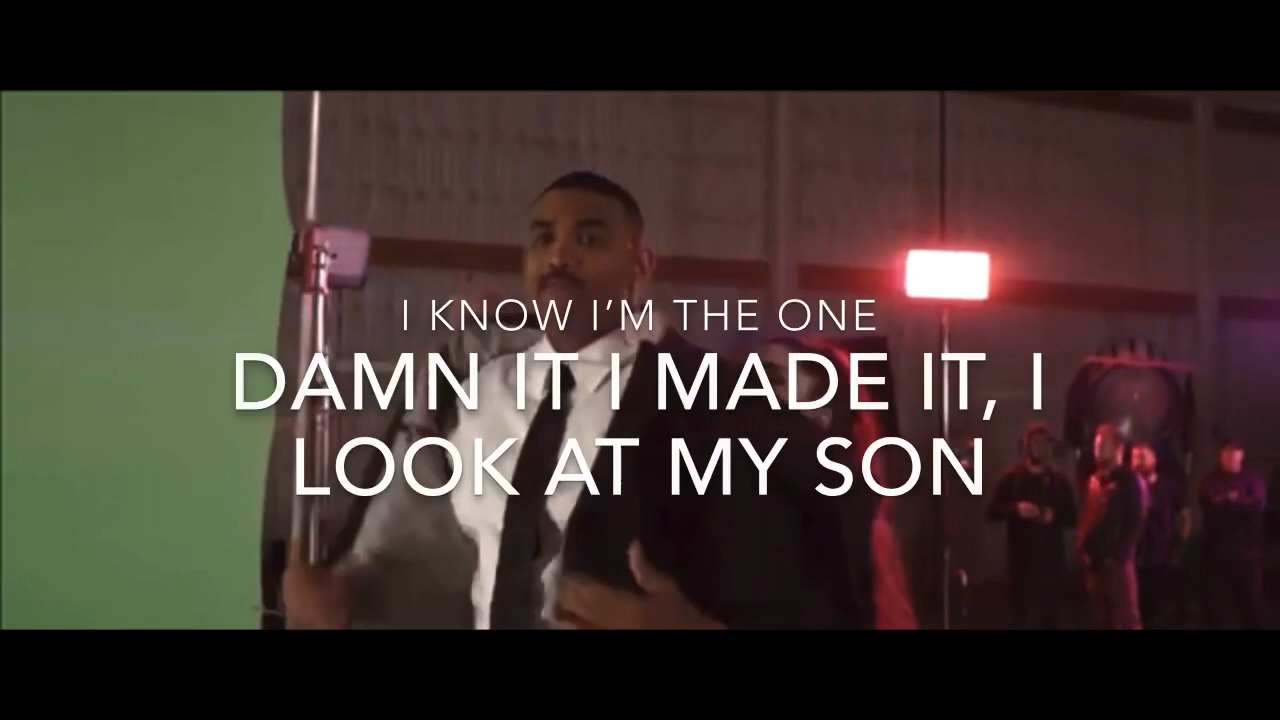 I KNOW I’M THE ONE
DAMN IT I MADE IT, I
LOOK AT MY SON